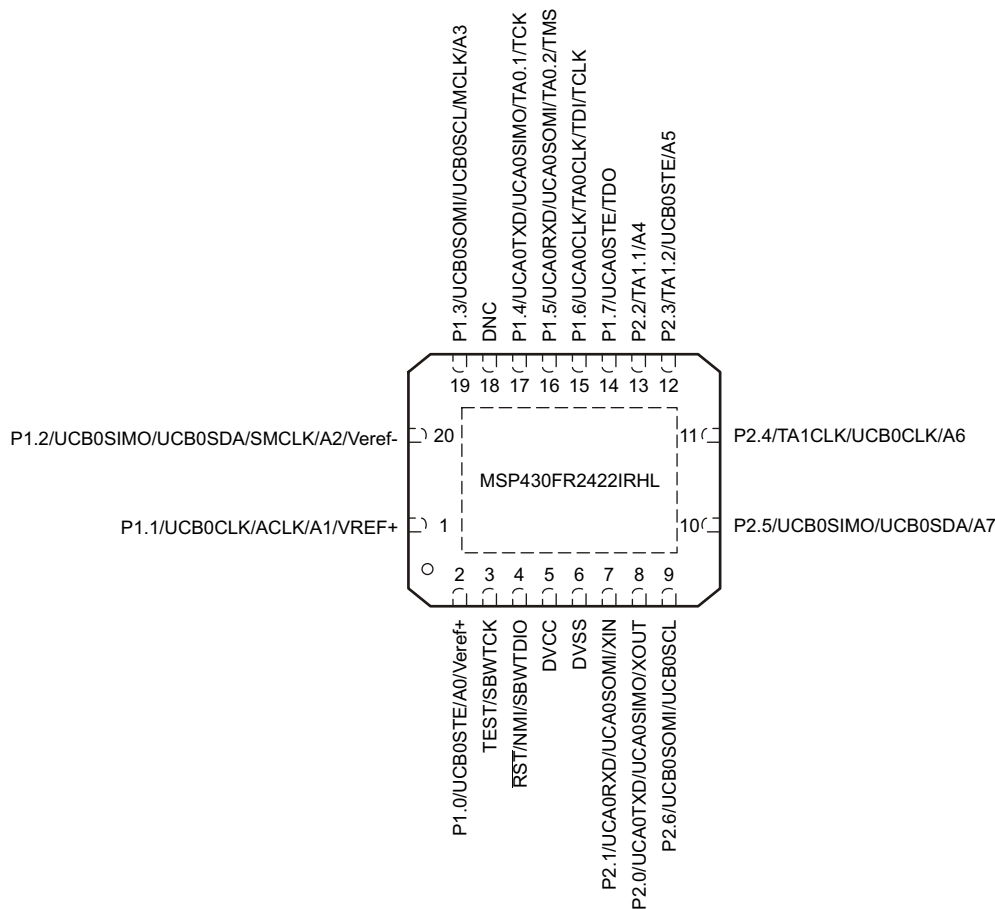 P1.3/UCB0SOMI/UCB0SCL/MCLK/A3
DNC
P1.4/UCA0TXD/UCA0SIMO/TA0.1/TCK
P1.5/UCA0RXD/UCA0SOMI/TA0.2/TMS
P1.6/UCA0CLK/TA0CLK/TDI/TCLK
P1.7/UCA0STE/TDO
P2.2/TA1.1/A4
P2.3/TA1.2/UCB0STE/A5
19 18 17 16 15 14 13 12
P1.2/UCB0SIMO/UCB0SDA/SMCLK/A2/Veref- 20
11 P2.4/TA1CLK/UCB0CLK/A6
MSP430FR2422IRHL
P1.1/UCB0CLK/ACLK/A1/VREF+ 1
10 P2.5/UCB0SIMO/UCB0SDA/A7
2 3 4 5 6 7 8 9
P1.0/UCB0STE/A0/Veref+
TEST/SBWTCK
RST/NMI/SBWTDIO
DVCC
DVSS
P2.1/UCA0RXD/UCA0SOMI/XIN
P2.0/UCA0TXD/UCA0SIMO/XOUT
P2.6/UCB0SOMI/UCB0SCL